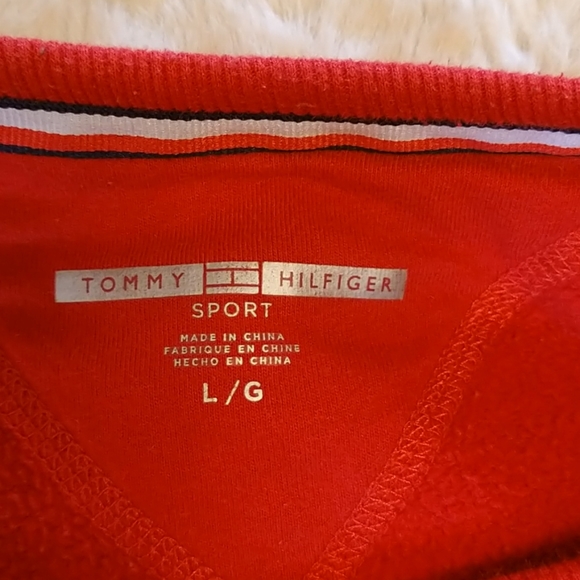 TOMMY HILFIGER
SPORT
MADE IN CHINA
FABRIQUE EN CHINE
HECHO EN CHINA
L/G